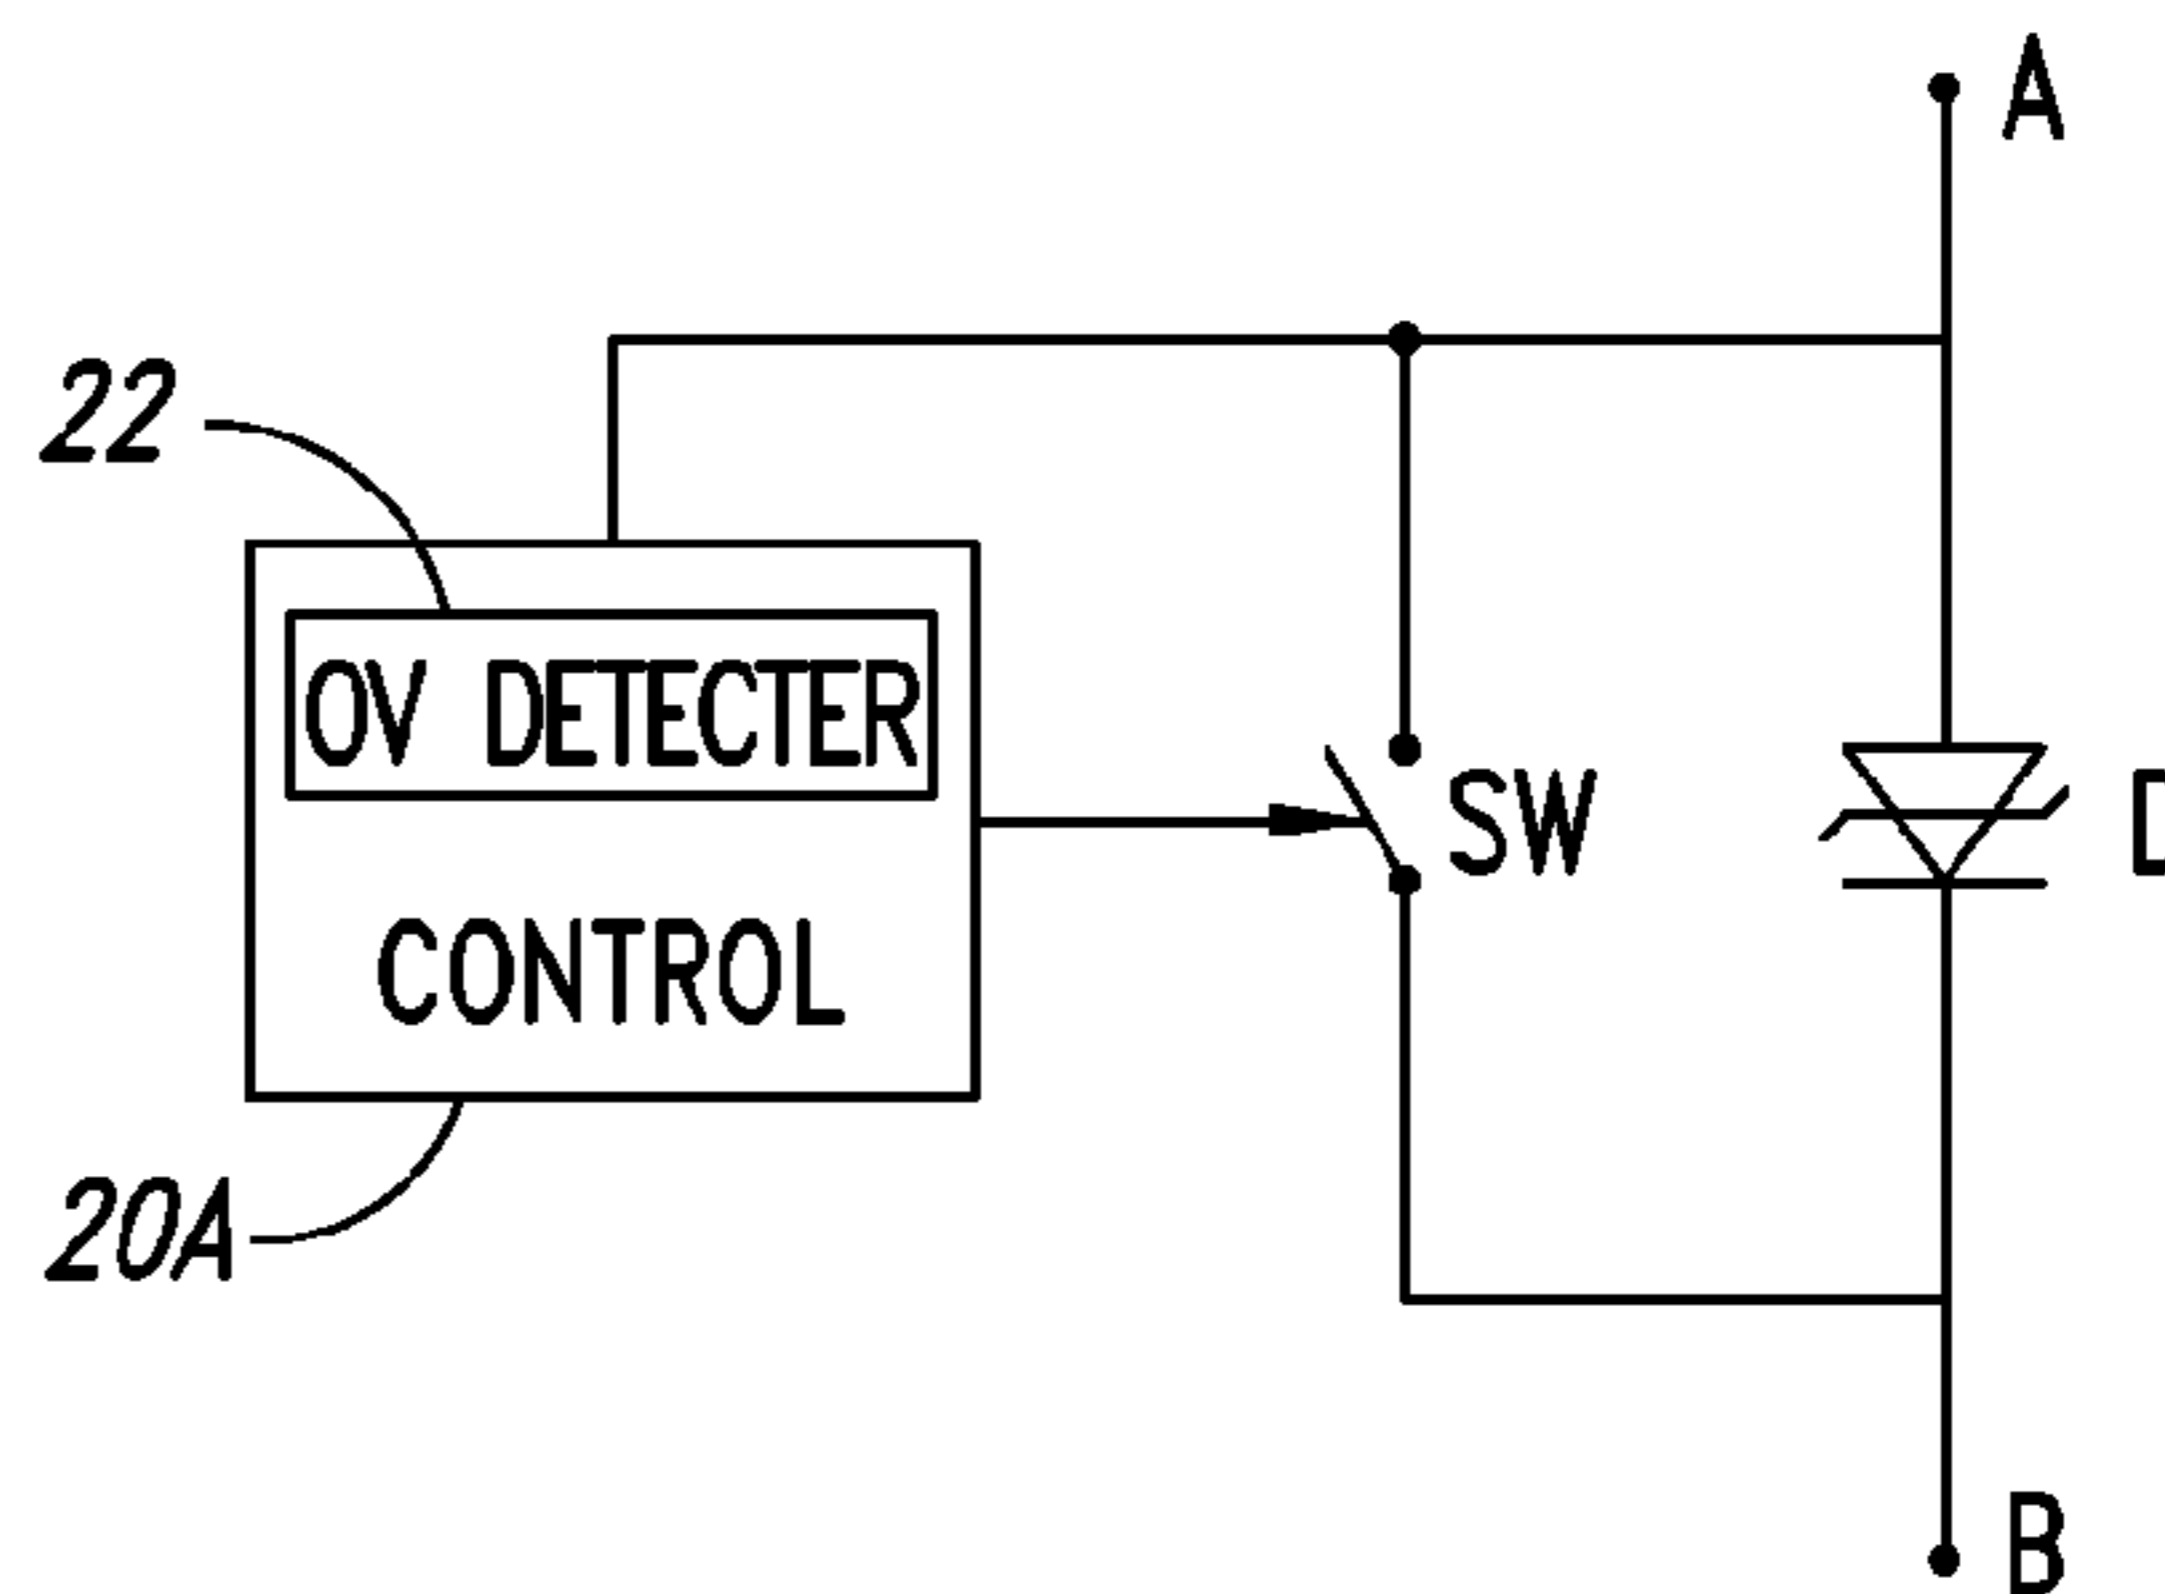 A
22
OV DETECTER
SW
D
CONTROL
20A
B